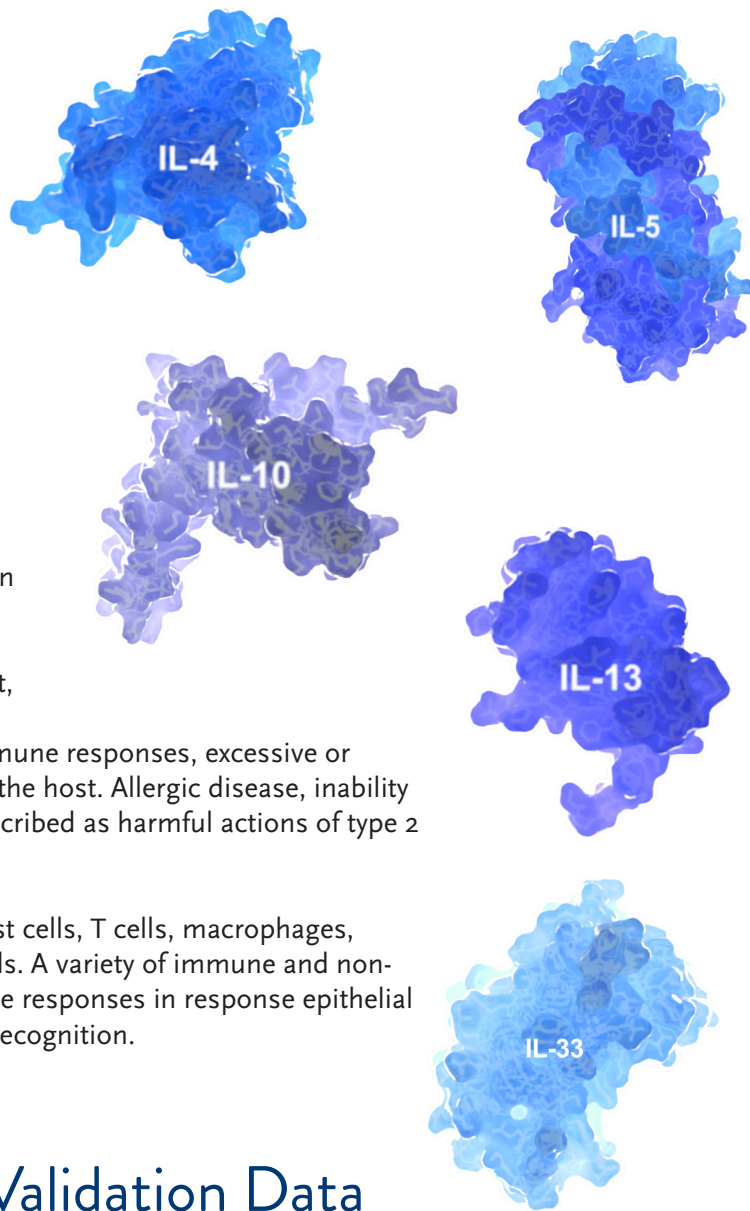 IL-4
IL-5
IL-10
n
t,
IL-13
mune responses, excessive or
the host. Allergic disease, inability
cribed as harmful actions of type 2
st cells, T cells, macrophages,
ls. A variety of immune and non-
e responses in response epithelial
recognition.
IL-33
Validation Data